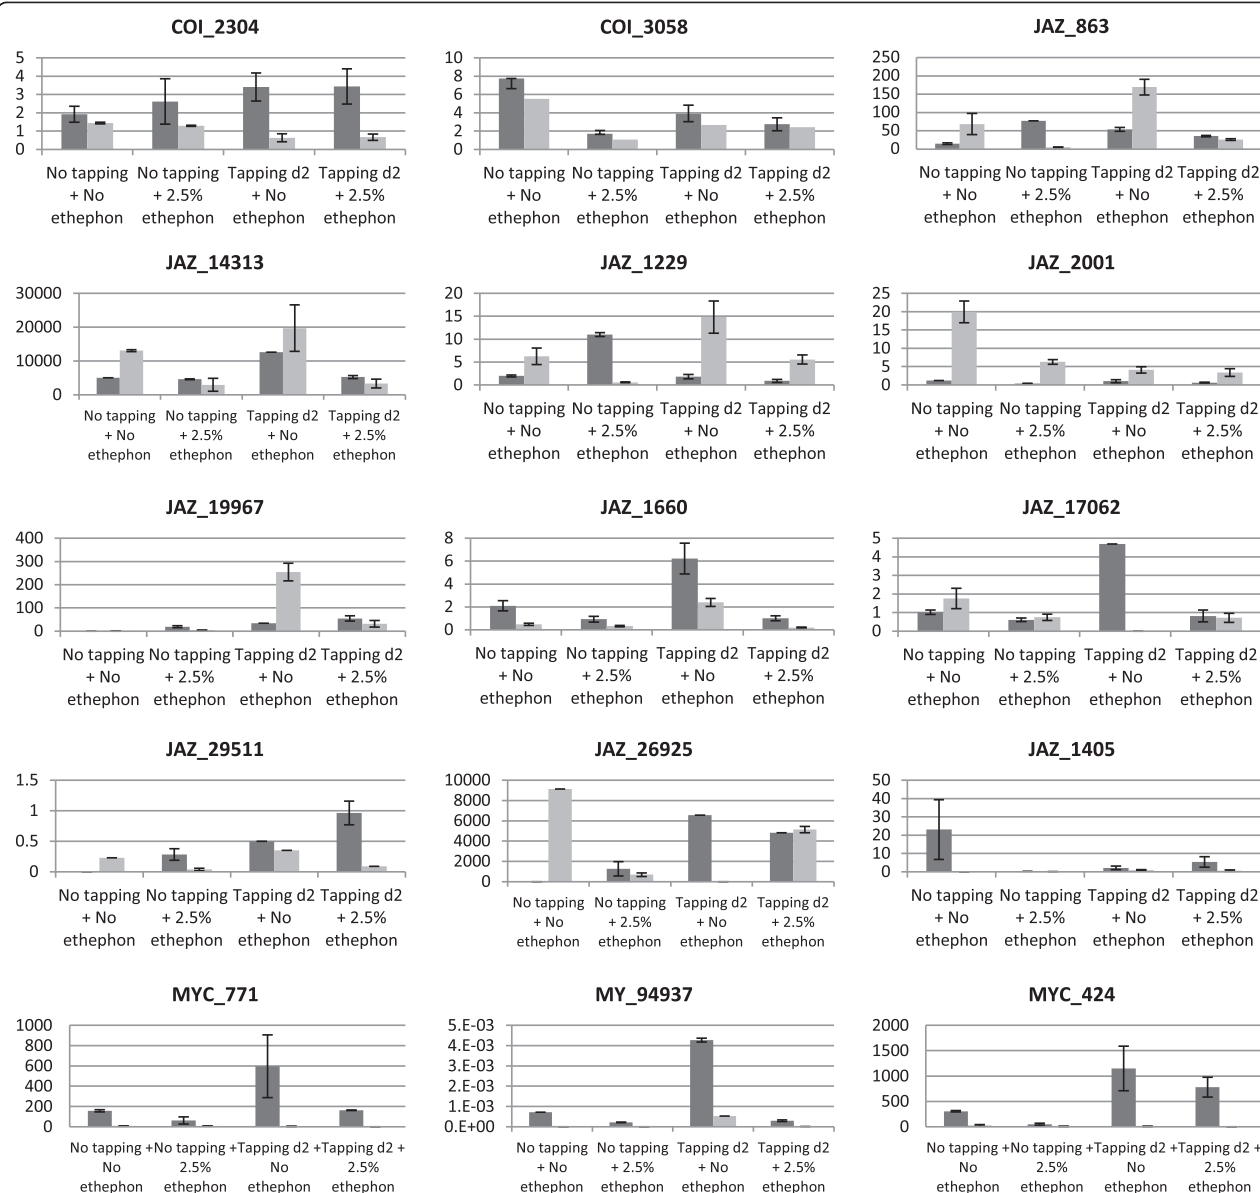 COI_2304
5
4
3
2
1
0
No tapping No tapping Tapping d2 Tapping d2
+ No + 2.5% + No + 2.5%
ethephon ethephon ethephon ethephon
COI_3058
10
8
6
4
2
0
No tapping No tapping Tapping d2 Tapping d2
+ No + 2.5% + No + 2.5%
ethephon ethephon ethephon ethephon
JAZ_863
250
200
150
100
50
0
No tapping No tapping Tapping d2 Tapping d2
+ No + 2.5% + No + 2.5%
ethephon ethephon ethephon ethephon
JAZ_14313
30000
20000
10000
0
No tapping No tapping Tapping d2 Tapping d2
+ No + 2.5% + No + 2.5%
ethephon ethephon ethephon ethephon
JAZ_1229
20
15
10
5
0
No tapping No tapping Tapping d2 Tapping d2
+ No + 2.5% + No + 2.5%
ethephon ethephon ethephon ethephon
JAZ_2001
25
20
15
10
5
0
No tapping No tapping Tapping d2 Tapping d2
+ No + 2.5% + No + 2.5%
ethephon ethephon ethephon ethephon
JAZ_19967
400
300
200
100
0
No tapping No tapping Tapping d2 Tapping d2
+ No + 2.5% + No + 2.5%
ethephon ethephon ethephon ethephon
JAZ_1660
8
6
4
2
0
No tapping No tapping Tapping d2 Tapping d2
+ No + 2.5% + No + 2.5%
ethephon ethephon ethephon ethephon
JAZ_17062
5
4
3
2
1
0
No tapping No tapping Tapping d2 Tapping d2
+ No + 2.5% + No + 2.5%
ethephon ethephon ethephon ethephon
JAZ_29511
1.5
1
0.5
0
No tapping No tapping Tapping d2 Tapping d2
+ No + 2.5% + No + 2.5%
ethephon ethephon ethephon ethephon
JAZ_26925
10000
8000
6000
4000
2000
0
No tapping No tapping Tapping d2 Tapping d2
+ No + 2.5% + No + 2.5%
ethephon ethephon ethephon ethephon
JAZ_1405
50
40
30
20
10
0
No tapping No tapping Tapping d2 Tapping d2
+ No + 2.5% + No + 2.5%
ethephon ethephon ethephon ethephon
MYC_771
1000
800
600
400
200
0
No tapping +No tapping +Tapping d2 +Tapping d2 +
No 2.5% No 2.5%
ethephon ethephon ethephon ethephon
MY_94937
5.E-03
4.E-03
3.E-03
2.E-03
1.E-03
0.E+00
No tapping No tapping Tapping d2 Tapping d2
+ No + 2.5% + No + 2.5%
ethephon ethephon ethephon ethephon
MYC_424
2000
1500
1000
500
0
No tapping +No tapping +Tapping d2 +Tapping d2 +
No 2.5% No 2.5%
ethephon ethephon ethephon ethephon